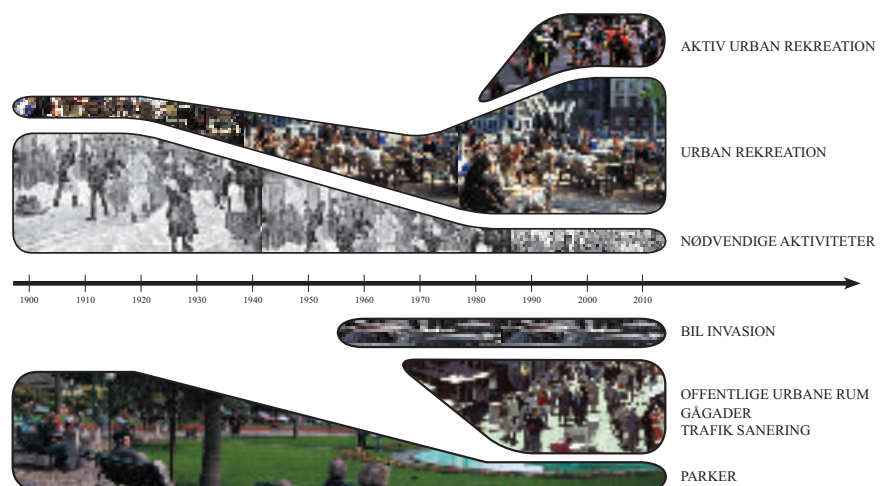 AKTIV URBAN REKREATION
URBAN REKREATION
NØDVENDIGE AKTIVITETER
1900 1910 1920 1930 1940 1950 1960 1970 1980 1990 2000 2010
BIL INVASION
OFFENTLIGE URBANE RUM
GÅGADER
TRAFIK SANERING
PARKER